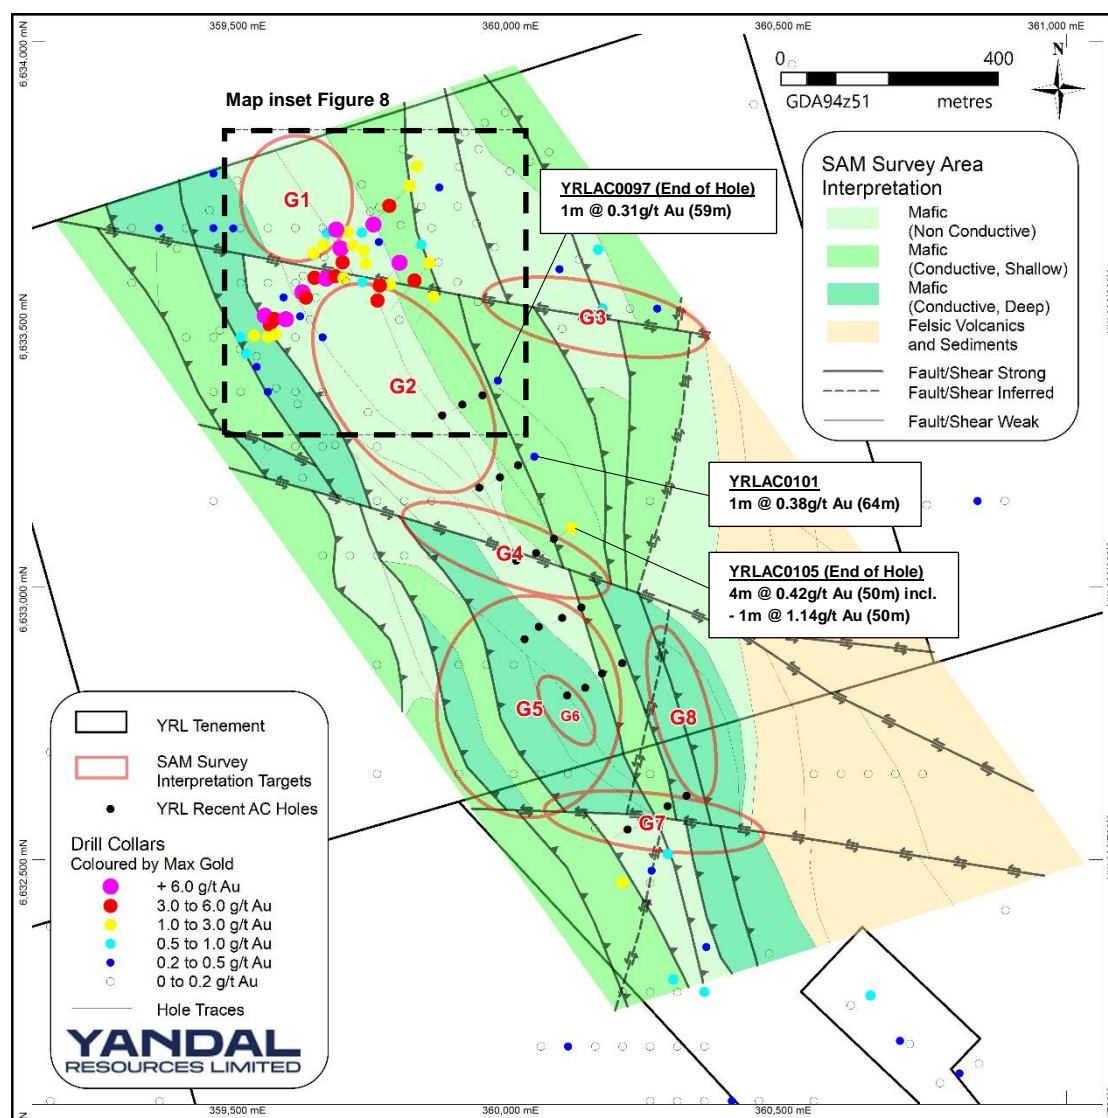 359,500 mE
360,000 mE
360,500 mE
361,000 mE
6,634,000 mN
Map inset Figure 8
0
400
GDA94z51
metres
N
SAM Survey Area
Interpretation
Mafic
(Non Conductive)
Mafic
(Conductive, Shallow)
Mafic
(Conductive, Deep)
Felsic Volcanics
and Sediments
Fault/Shear Strong
Fault/Shear Inferred
Fault/Shear Weak
YRLAC0097 (End of Hole)
1m @ 0.31g/t Au (59m)
G1
6,633,500 mN
G3
G2
YRLAC0101
1m @ 0.38g/t Au (64m)
G4
YRLAC0105 (End of Hole)
4m @ 0.42g/t Au (50m) incl.
- 1m @ 1.14g/t Au (50m)
6,633,000 mN
G5
G6
G8
G7
6,632,500 mN
YRL Tenement
SAM Survey
Interpretation Targets
YRL Recent AC Holes
Drill Collars
Coloured by Max Gold
+ 6.0 g/t Au
3.0 to 6.0 g/t Au
1.0 to 3.0 g/t Au
0.5 to 1.0 g/t Au
0.2 to 0.5 g/t Au
0 to 0.2 g/t Au
Hole Traces
YANDAL
RESOURCES LIMITED
359,500 mE
360,000 mE
360,500 mE
361,000 mE